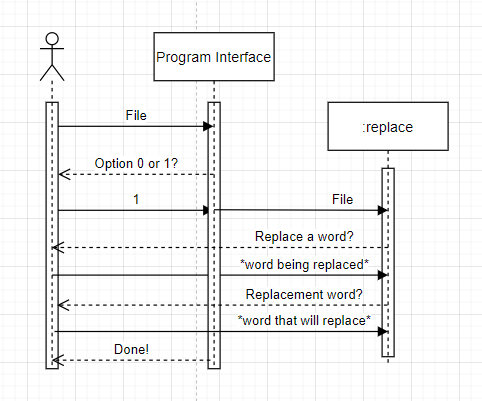 Program Interface
:replace
File
Option 0 or 1?
1
File
Replace a word?
*word being replaced*
Replacement word?
*word that will replace*
Done!